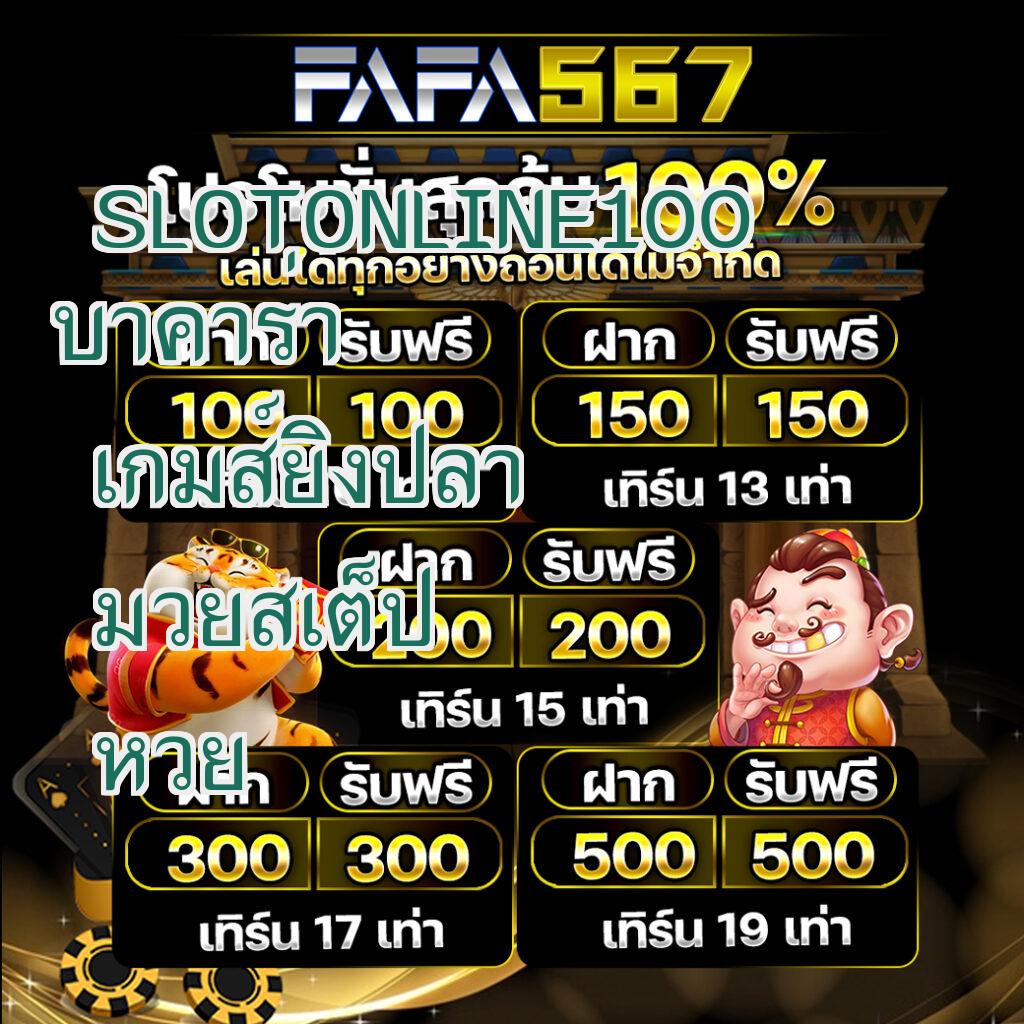 FAFA567
100%
SLOTONLINE100
เล่นได้ทุกอย่างถอนได้ไม่จำกัด
บาคาร่า
รับฟรี ฝาก รับฟรี
100 100 150 150
เกมส์ยิงปลา
เทิร์น 13 เท่า
ฝาก รับฟรี
มวยสเต็ป
200 200
เทิร์น 15 เท่า
หวย
ฝาก รับฟรี ฝาก รับฟรี
300 300 500 500
เทิร์น 17 เท่า เทิร์น 19 เท่า